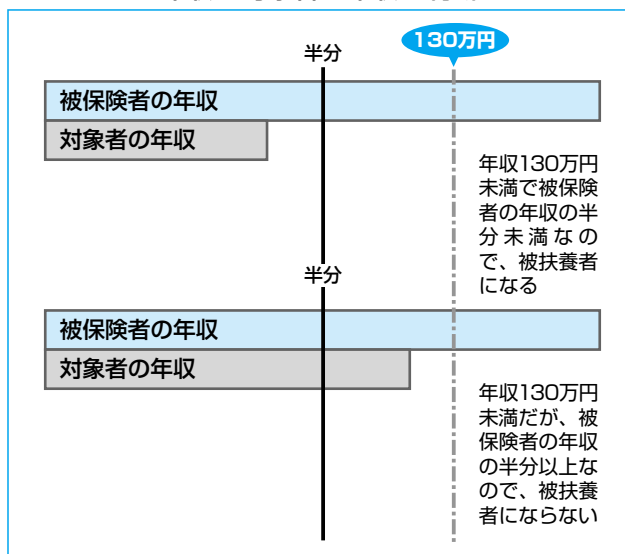 130万円
半分
被保険者の年収
対象者の年収
年収130万円
未満で被保険
者の年収の半
分未満なの
で、被扶養者
になる
半分
被保険者の年収
対象者の年収
年収130万円
未満だが、被
保険者の年収
の半分以上な
ので、被扶養
者にならない